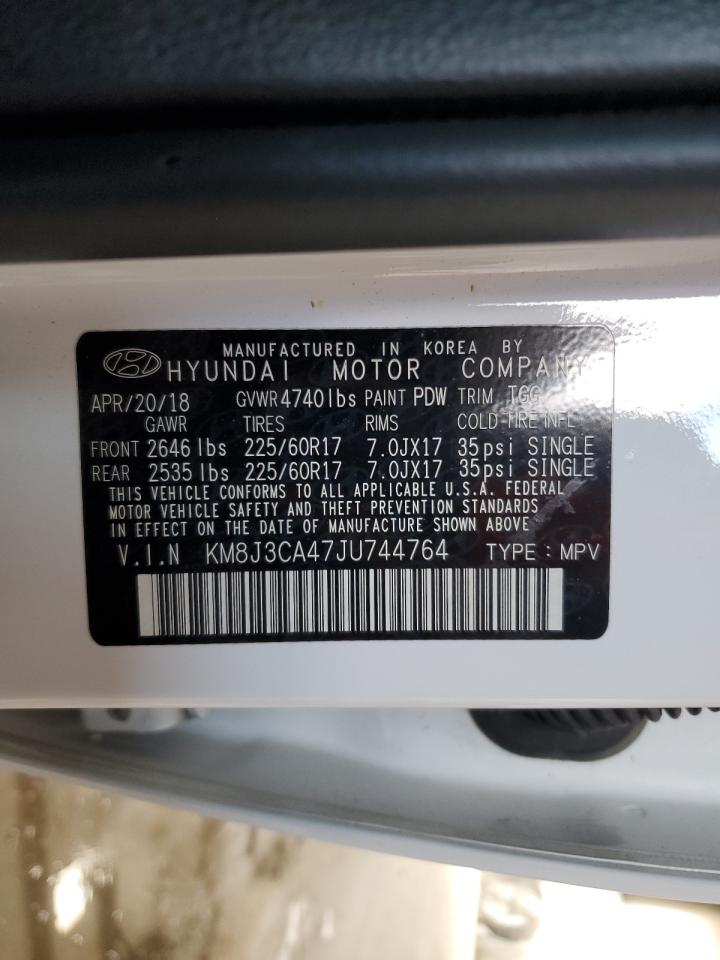 MANUFACTURED IN KOREA BY
HYUNDAI MOTOR COMPANY
APR/20/18 GVWR 4740 lbs PAINT PDW TRIM TGG
GAWR TIRES RIMS COLD-TIRE INFL
FRONT 2646 lbs 225/60R17 7.0JX17 35psi SINGLE
REAR 2535 lbs 225/60R17 7.0JX17 35psi SINGLE
THIS VEHICLE CONFORMS TO ALL APPLICABLE U.S.A. FEDERAL
MOTOR VEHICLE SAFETY AND THEFT PREVENTION STANDARDS
IN EFFECT ON THE DATE OF MANUFACTURE SHOWN ABOVE
V.I.N KM8J3CA47JU744764 TYPE : MPV